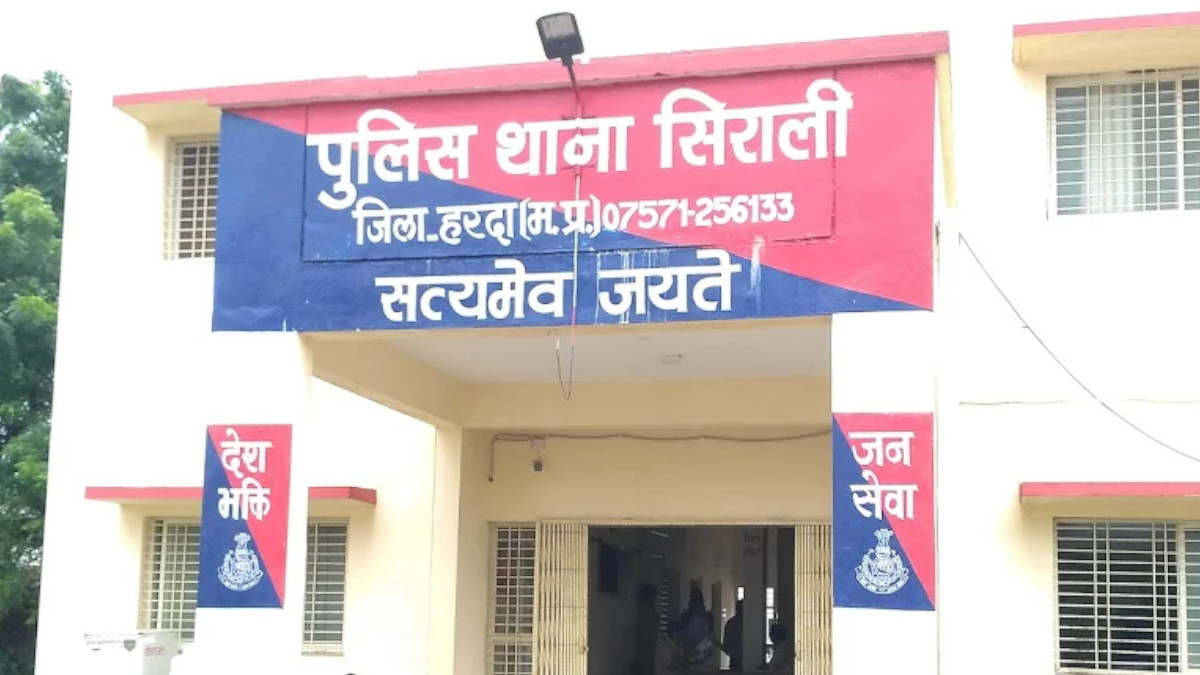 पुलिस थाना सिराली
जिला-हरदा(म.प्र.)07571-256133
सत्यमेव जयते
देश
भक्ति
जन
सेवा